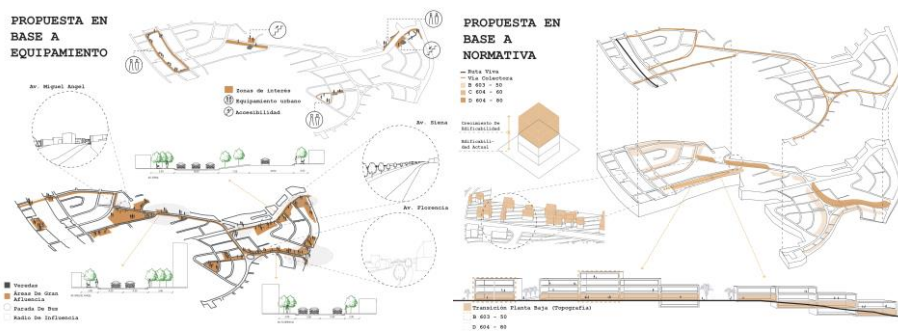 PROPUESTA EN
BASE A
EQUIPAMIENTO
Av. Miguel Angel
Zonas de interés
Equipamiento urbano
Accesibilidad
Av. Siena
Av. Florencia
Veredas
Áreas De Gran
Afluencia
Parada De Bus
Radio De Influencia
PROPUESTA EN
BASE A
NORMATIVA
Ruta Viva
Vía Colectora
B 603 - 50
C 604 - 60
D 604 - 80
Crecimiento De
Edificabilidad
Edificabili-
dad Actual
Transición Planta Baja (Topografía)
B 603 - 50
D 604 - 80